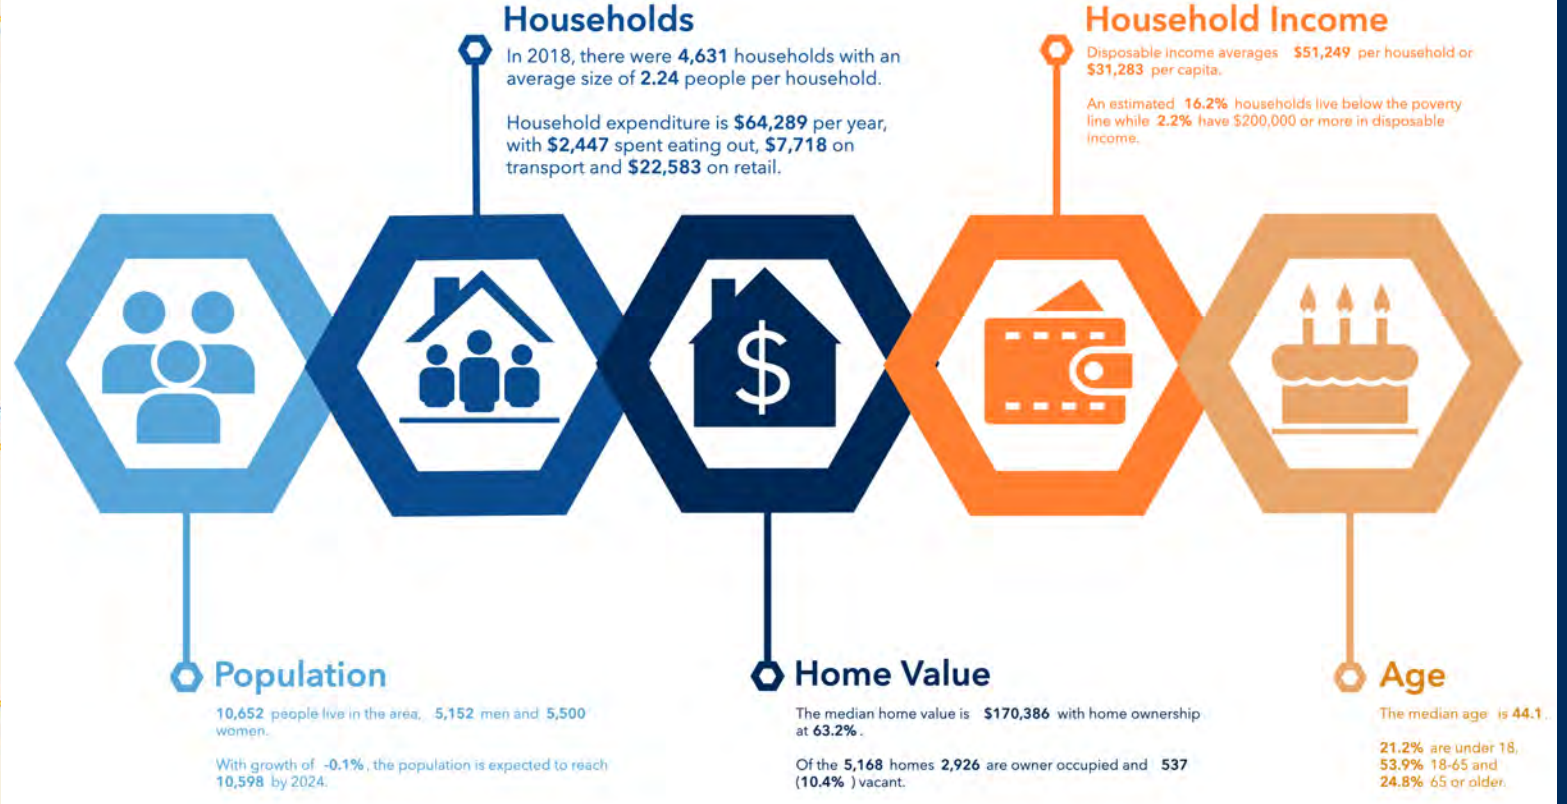 Households
In 2018, there were 4,631 households with an
average size of 2.24 people per household.
Household expenditure is $64,289 per year,
with $2,447 spent eating out, $7,718 on
transport and $22,583 on retail.
Household Income
Disposable income averages $51,249 per household or
$31,283 per capita.
An estimated 16.2% households live below the poverty
line while 2.2% have $200,000 or more in disposable
income.
$
Population
10,652 people live in the area, 5,152 men and 5,500
women.
With growth of -0.1%, the population is expected to reach
10,598 by 2024.
Home Value
The median home value is $170,386 with home ownership
at 63.2%.
Of the 5,168 homes 2,926 are owner occupied and 537
(10.4% ) vacant.
Age
The median age is 44.1.
21.2% are under 18,
53.9% 18-65 and
24.8% 65 or older.